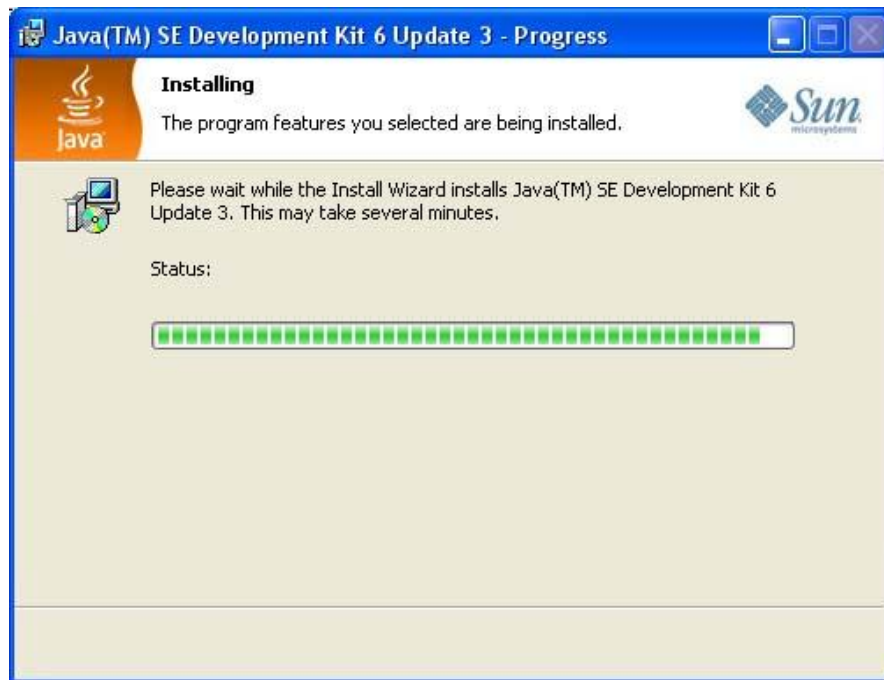 Java(TM) SE Development Kit 6 Update 3 - Progress
Installing
The program features you selected are being installed.
Java
Sun
microsystems
Please wait while the Install Wizard installs Java(TM) SE Development Kit 6
Update 3. This may take several minutes.
Status: